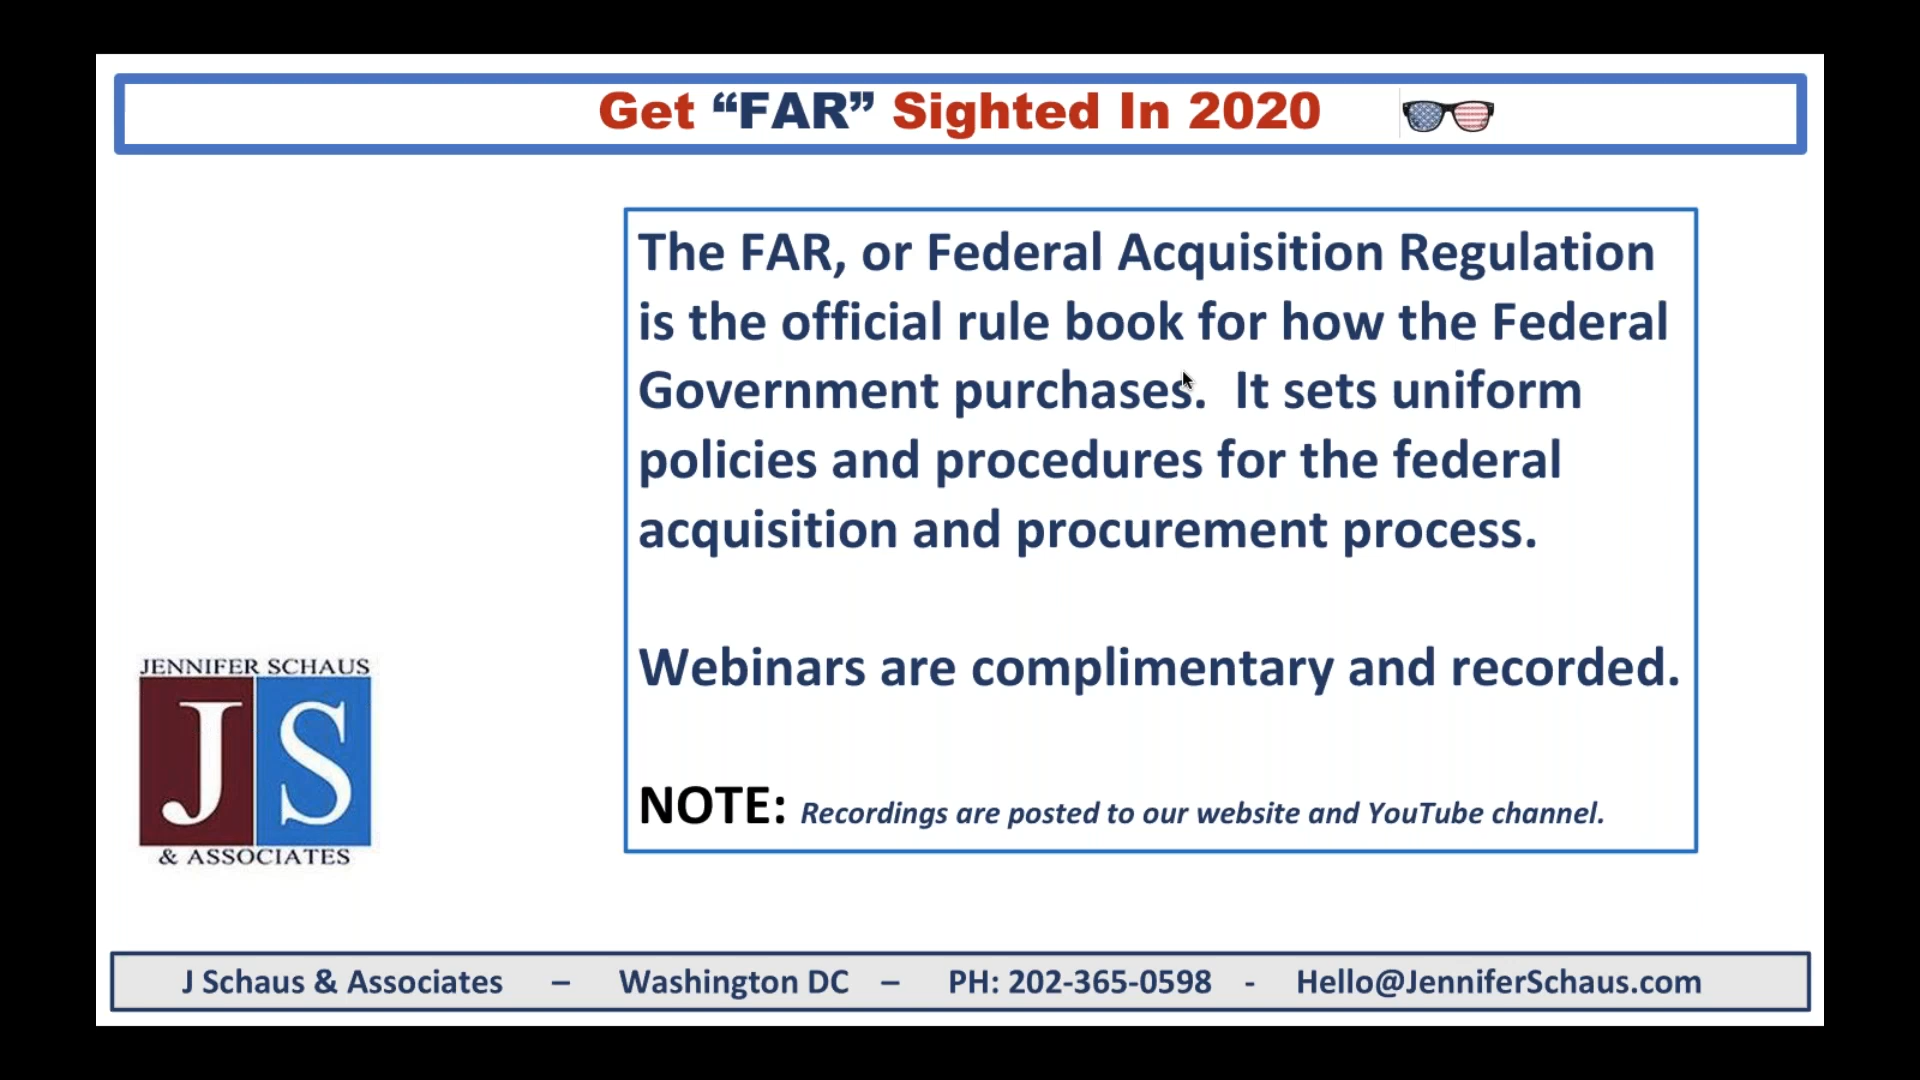 Get “FAR” Sighted In 2020
The FAR, or Federal Acquisition Regulation
is the official rule book for how the Federal
Government purchases.  It sets uniform
policies and procedures for the federal
acquisition and procurement process.
Webinars are complimentary and recorded.
NOTE: Recordings are posted to our website and YouTube channel.
JENNIFER SCHAUS
JS
& ASSOCIATES
J Schaus & Associates – Washington DC – PH: 202-365-0598 - Hello@JenniferSchaus.com